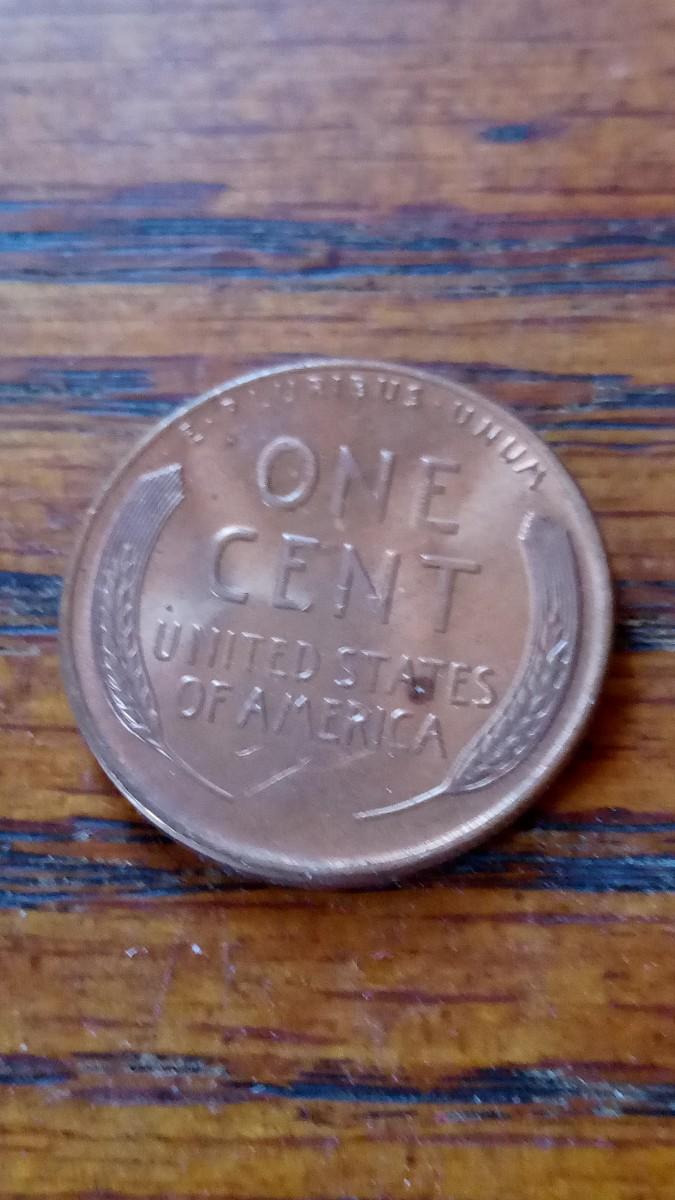 E·PLURIBUS·UNUM
ONE
CENT
UNITED STATES
OF AMERICA